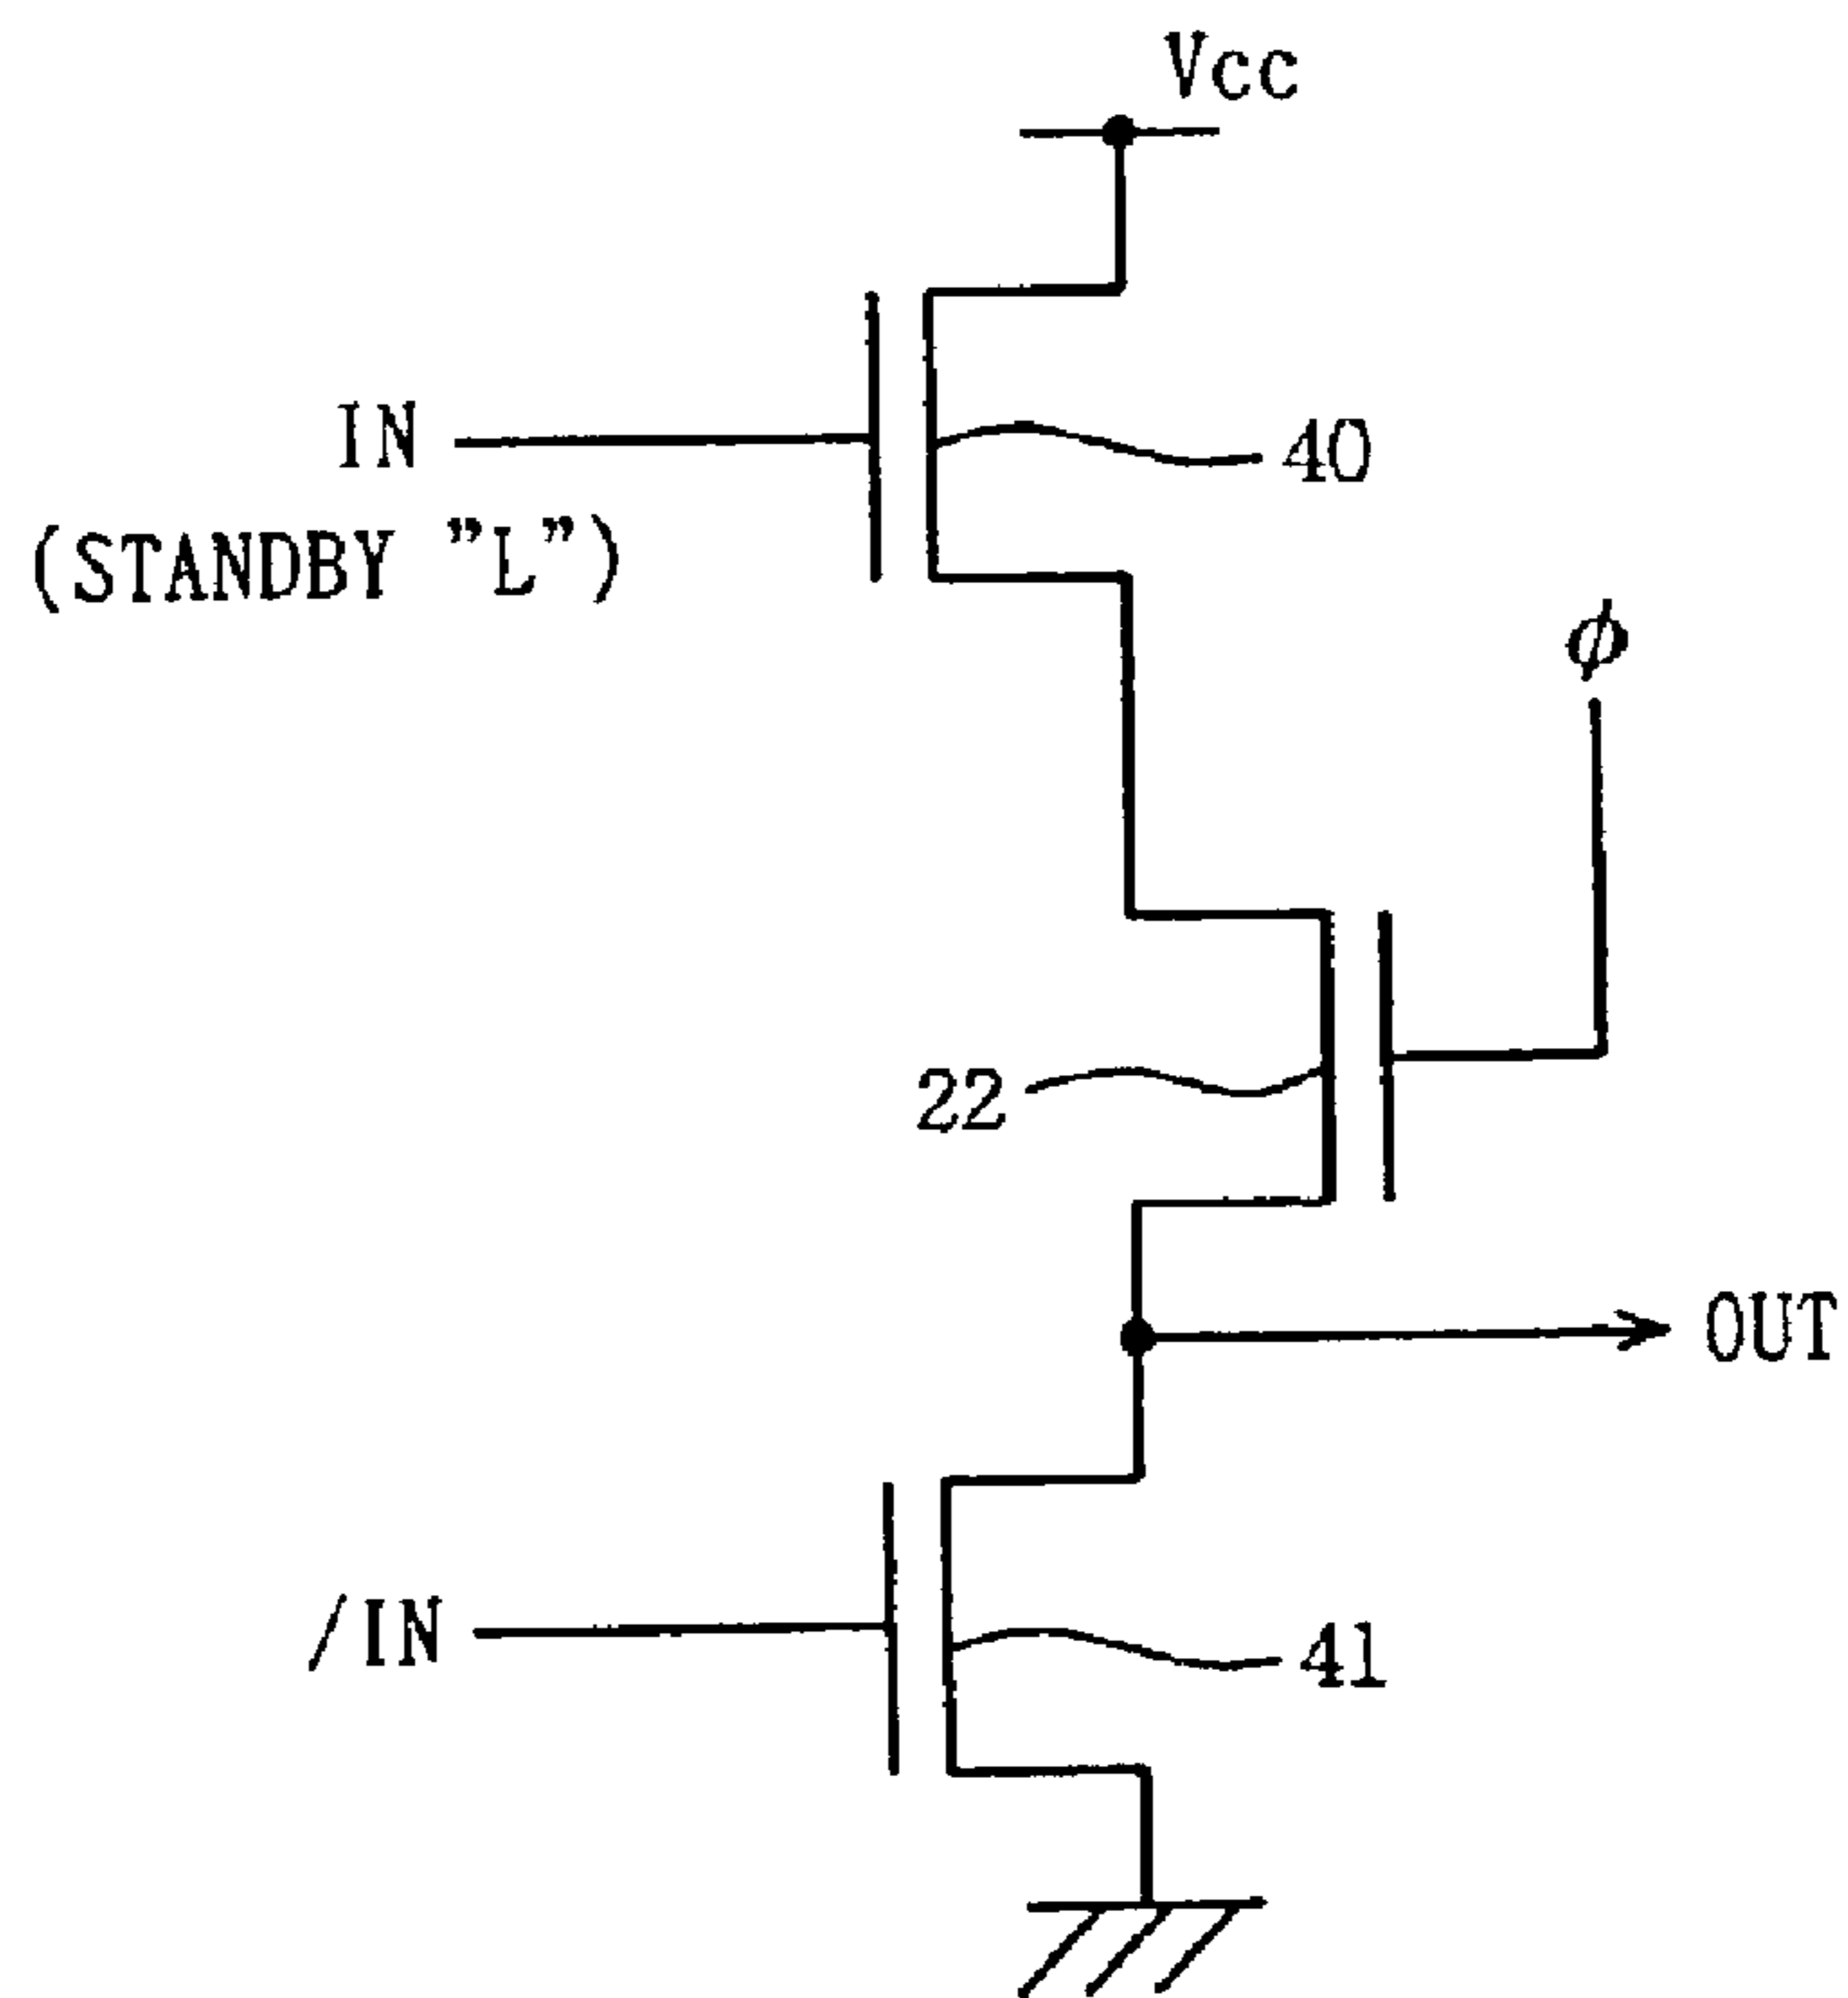 Vcc
IN
40
(STANDBY "L")
φ
22
OUT
/IN
41